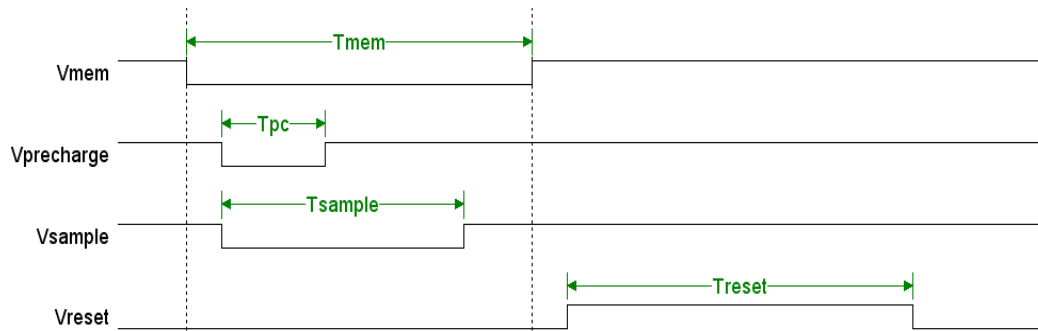 Tmem
Vmem
Tpc
Vprecharge
Tsample
Vsample
Treset
Vreset